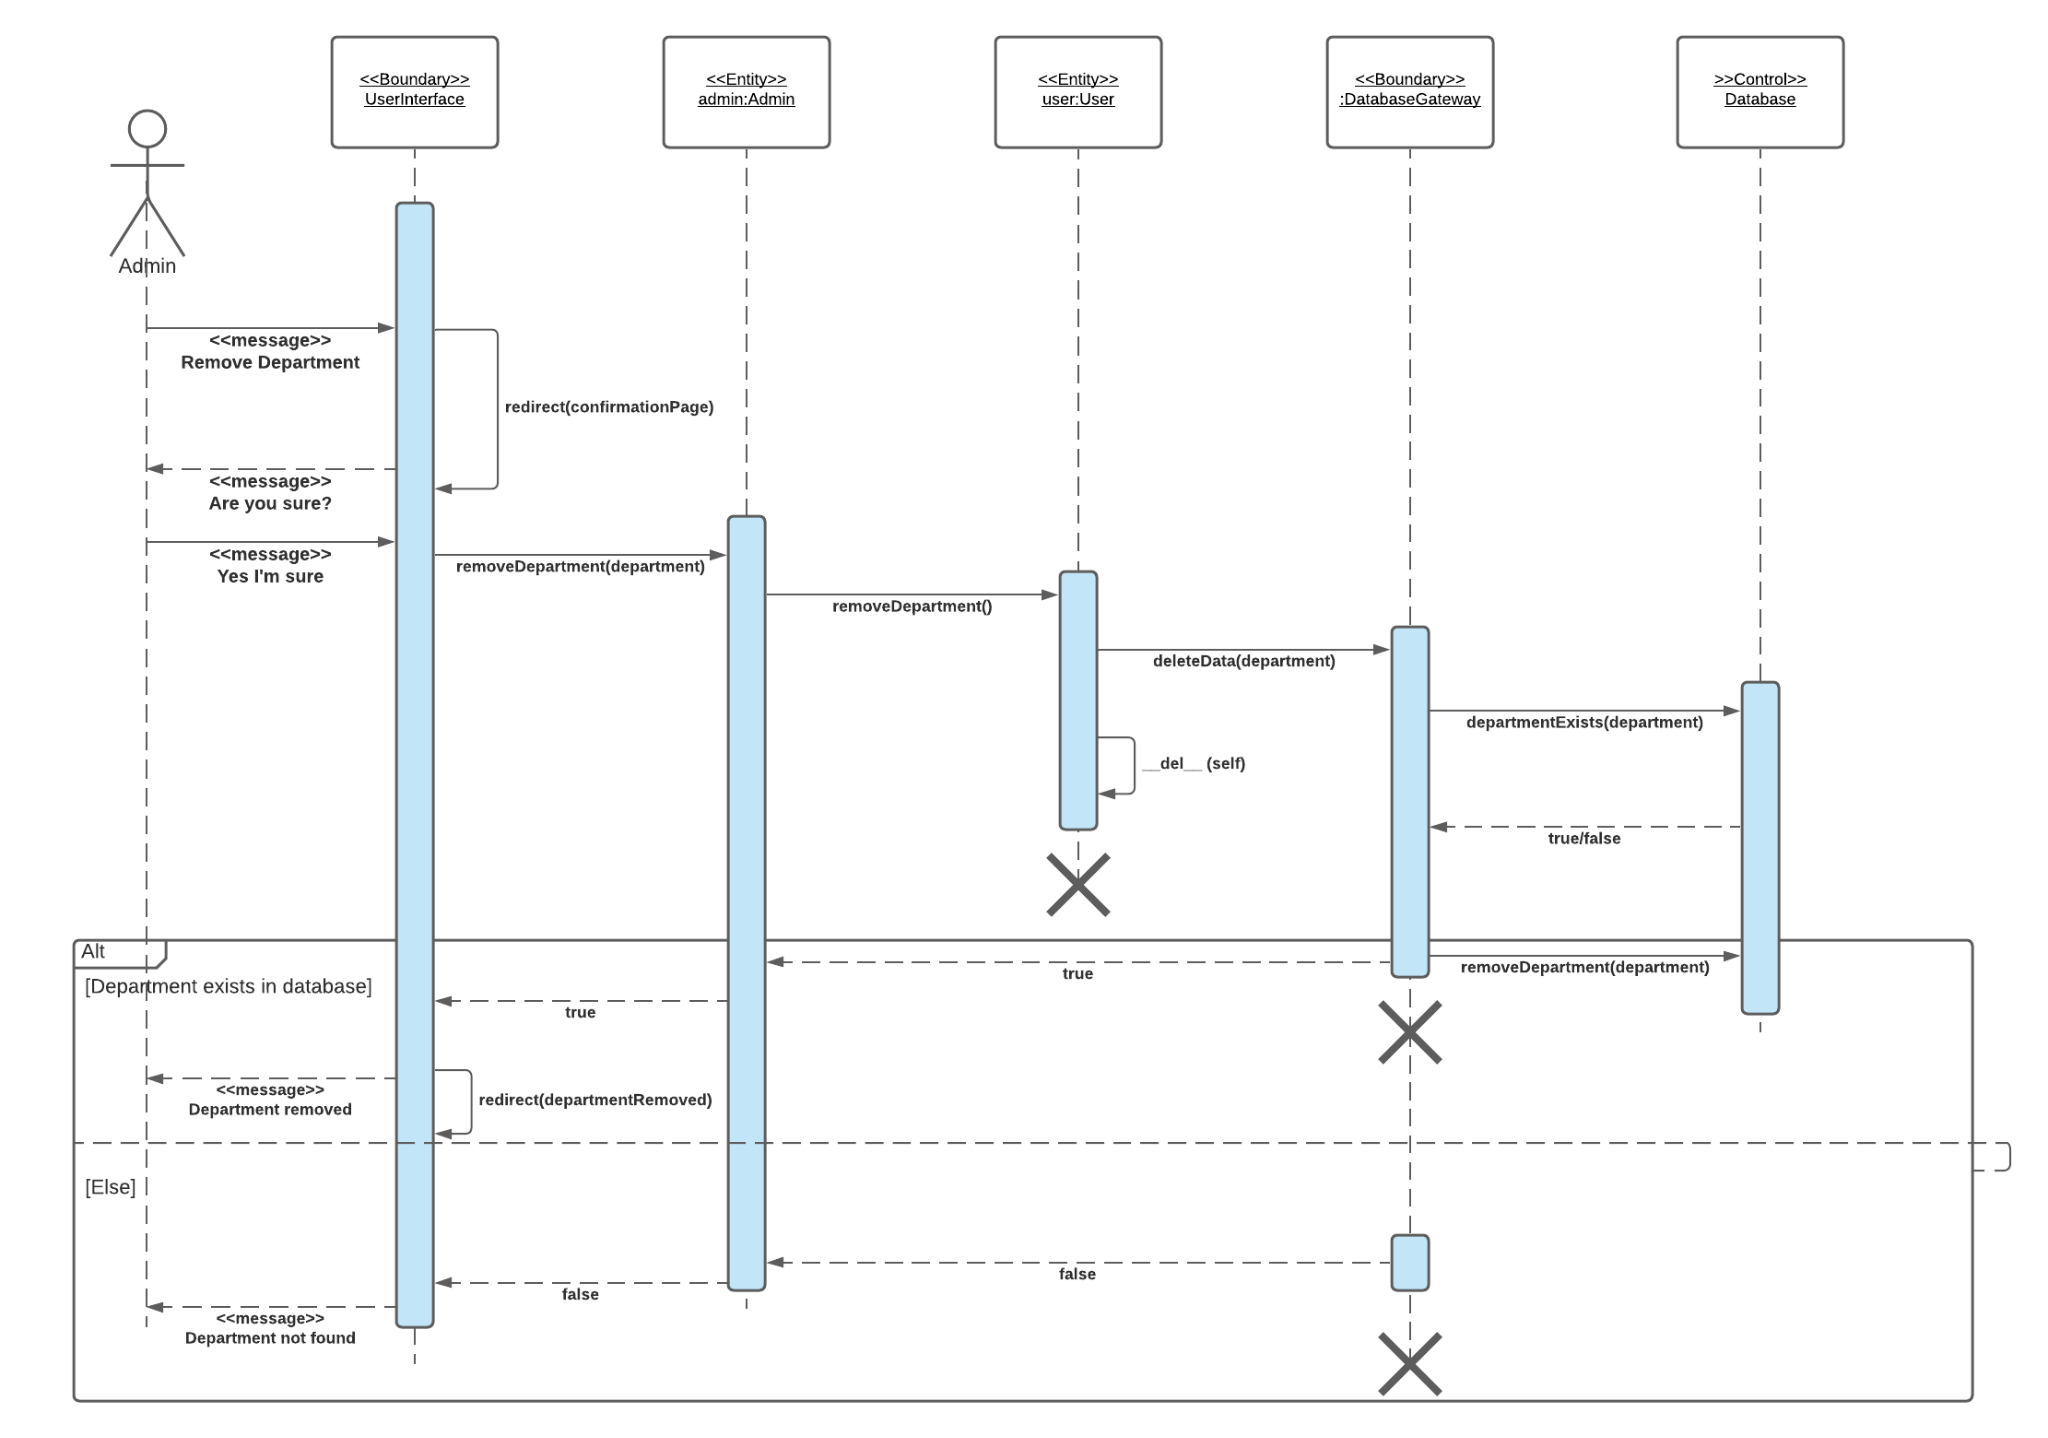 <<Boundary>>
UserInterface
<<Entity>>
admin:Admin
<<Entity>>
user:User
<<Boundary>>
:DatabaseGateway
>>Control>>
Database
Admin
<<message>>
Remove Department
redirect(confirmationPage)
<<message>>
Are you sure?
<<message>>
Yes I'm sure
removeDepartment(department)
removeDepartment()
deleteData(department)
departmentExists(department)
__del__ (self)
true/false
Alt
[Department exists in database]
true
removeDepartment(department)
true
<<message>>
Department removed
redirect(departmentRemoved)
[Else]
false
false
<<message>>
Department not found